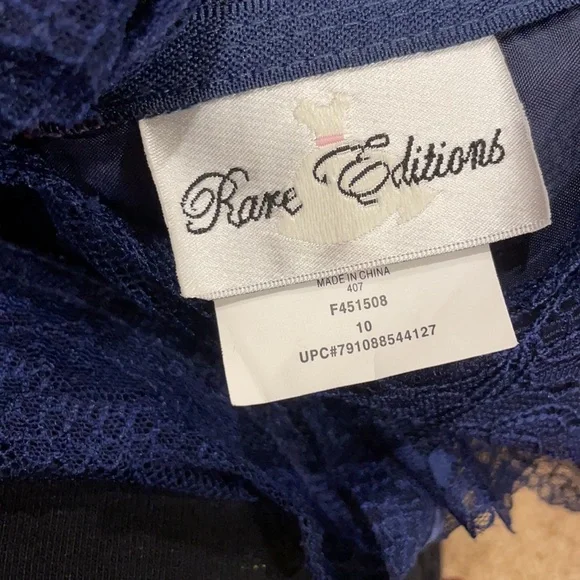 Rare Editions
MADE IN CHINA
407
F451508
10
UPC#791088544127